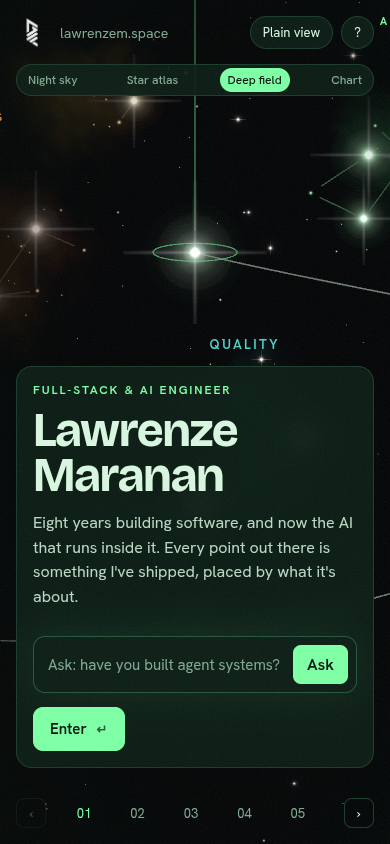 lawrenzem.space
Plain view
?
A
Night sky
Star atlas
Deep field
Chart
QUALITY
FULL-STACK & AI ENGINEER
Lawrenze
Maranan
Eight years building software, and now the AI
that runs inside it. Every point out there is
something I've shipped, placed by what it's
about.
Ask: have you built agent systems?
Ask
Enter ↵
‹ 01 02 03 04 05 ›